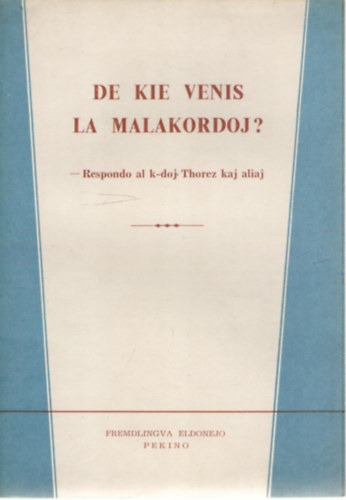 DE KIE VENIS
LA MALAKORDOJ?
— Respondo al k-doj Thorez kaj aliaj
FREMDLINGVA ELDONEJO
PEKINO